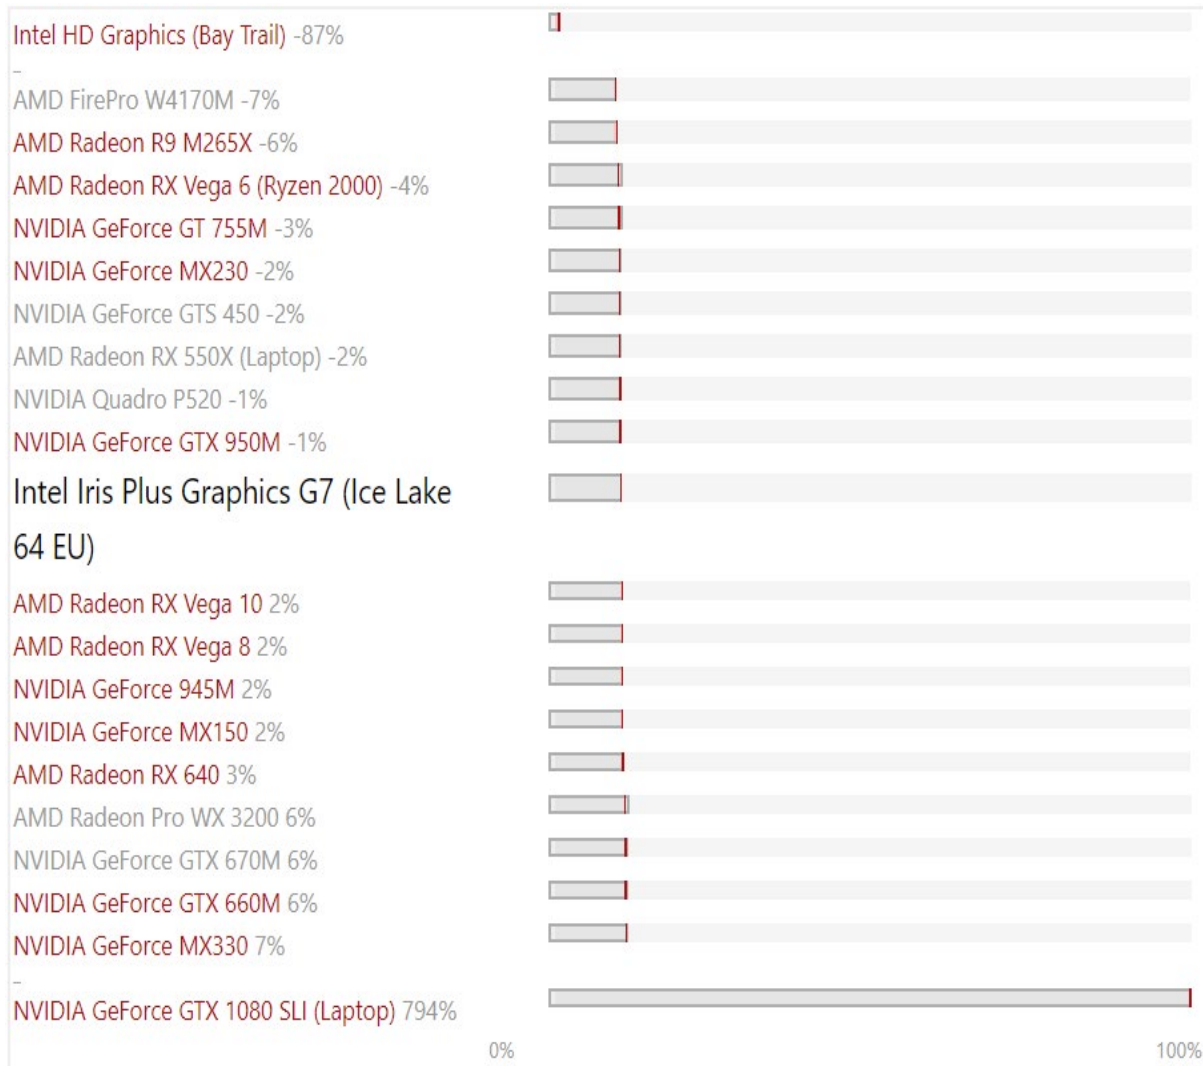 Intel HD Graphics (Bay Trail) -87%
-
AMD FirePro W4170M -7%
AMD Radeon R9 M265X -6%
AMD Radeon RX Vega 6 (Ryzen 2000) -4%
NVIDIA GeForce GT 755M -3%
NVIDIA GeForce MX230 -2%
NVIDIA GeForce GTS 450 -2%
AMD Radeon RX 550X (Laptop) -2%
NVIDIA Quadro P520 -1%
NVIDIA GeForce GTX 950M -1%
Intel Iris Plus Graphics G7 (Ice Lake
64 EU)
AMD Radeon RX Vega 10 2%
AMD Radeon RX Vega 8 2%
NVIDIA GeForce 945M 2%
NVIDIA GeForce MX150 2%
AMD Radeon RX 640 3%
AMD Radeon Pro WX 3200 6%
NVIDIA GeForce GTX 670M 6%
NVIDIA GeForce GTX 660M 6%
NVIDIA GeForce MX330 7%
-
NVIDIA GeForce GTX 1080 SLI (Laptop) 794%
0% 100%